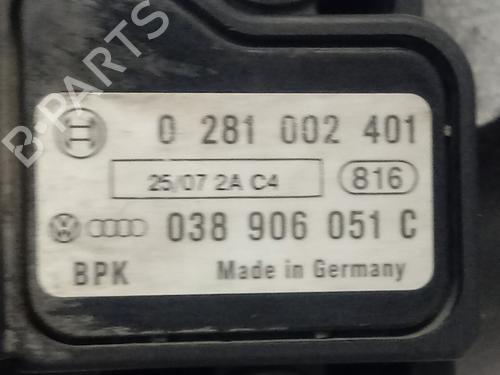 B-PARTS
0 281 002 401
25/07 2A C4
816
038 906 051 C
BPK
Made in Germany